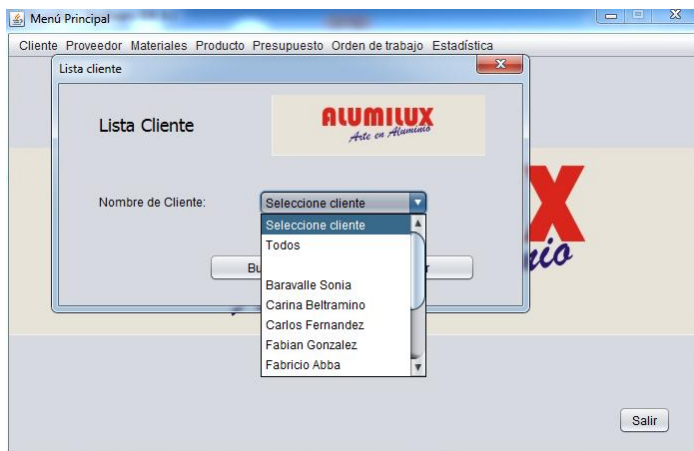 Menú Principal
Cliente Proveedor Materiales Producto Presupuesto Orden de trabajo Estadística
Lista cliente
Lista Cliente
ALUMILUX
Arte en Aluminio
Nombre de Cliente:
Seleccione cliente
Seleccione cliente
Todos
Bu
r
Baravalle Sonia
Carina Beltramino
Carlos Fernandez
Fabian Gonzalez
Fabricio Abba
X
nio
Salir